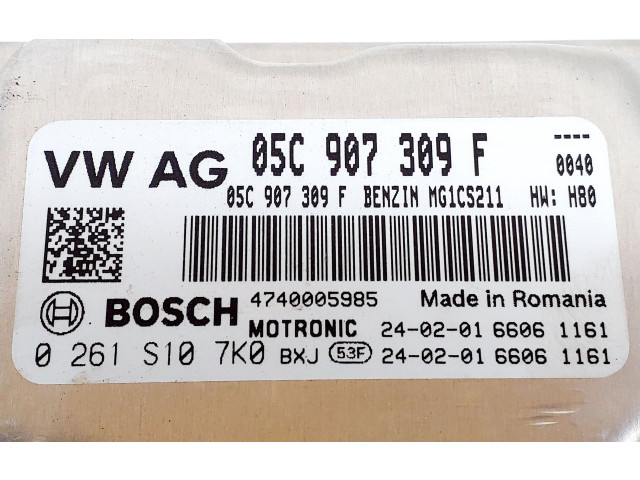 VW AG 05C 907 309 F ----
0040
05C 907 309 F BENZIN MG1CS211 HW: H80
BOSCH 4740005985 Made in Romania
MOTRONIC 24-02-01 6606 1161
0 261 S10 7K0 BXJ 53F 24-02-01 6606 1161